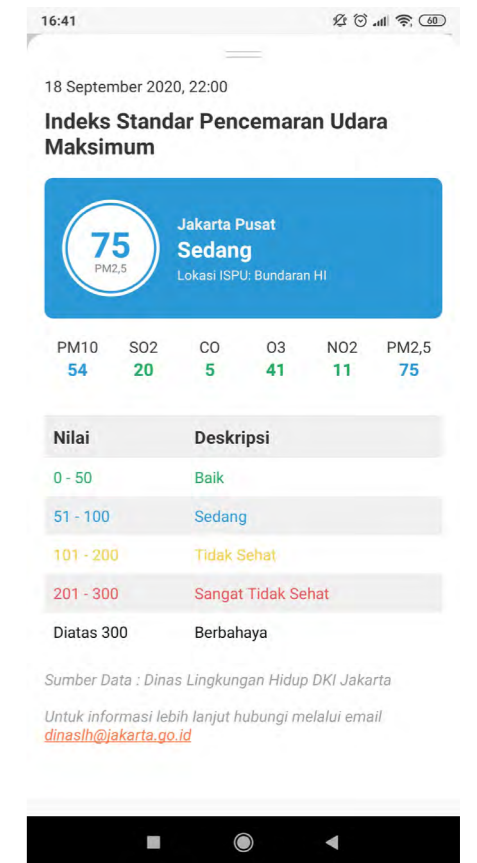 16:41
60
18 September 2020, 22:00
Indeks Standar Pencemaran Udara
Maksimum
75
PM2,5
Jakarta Pusat
Sedang
Lokasi ISPU: Bundaran HI
PM10 SO2 CO O3 NO2 PM2,5
54 20 5 41 11 75
Nilai Deskripsi
0 - 50 Baik
51 - 100 Sedang
101 - 200 Tidak Sehat
201 - 300 Sangat Tidak Sehat
Diatas 300 Berbahaya
Sumber Data : Dinas Lingkungan Hidup DKI Jakarta
Untuk informasi lebih lanjut hubungi melalui email
dinaslh@jakarta.go.id